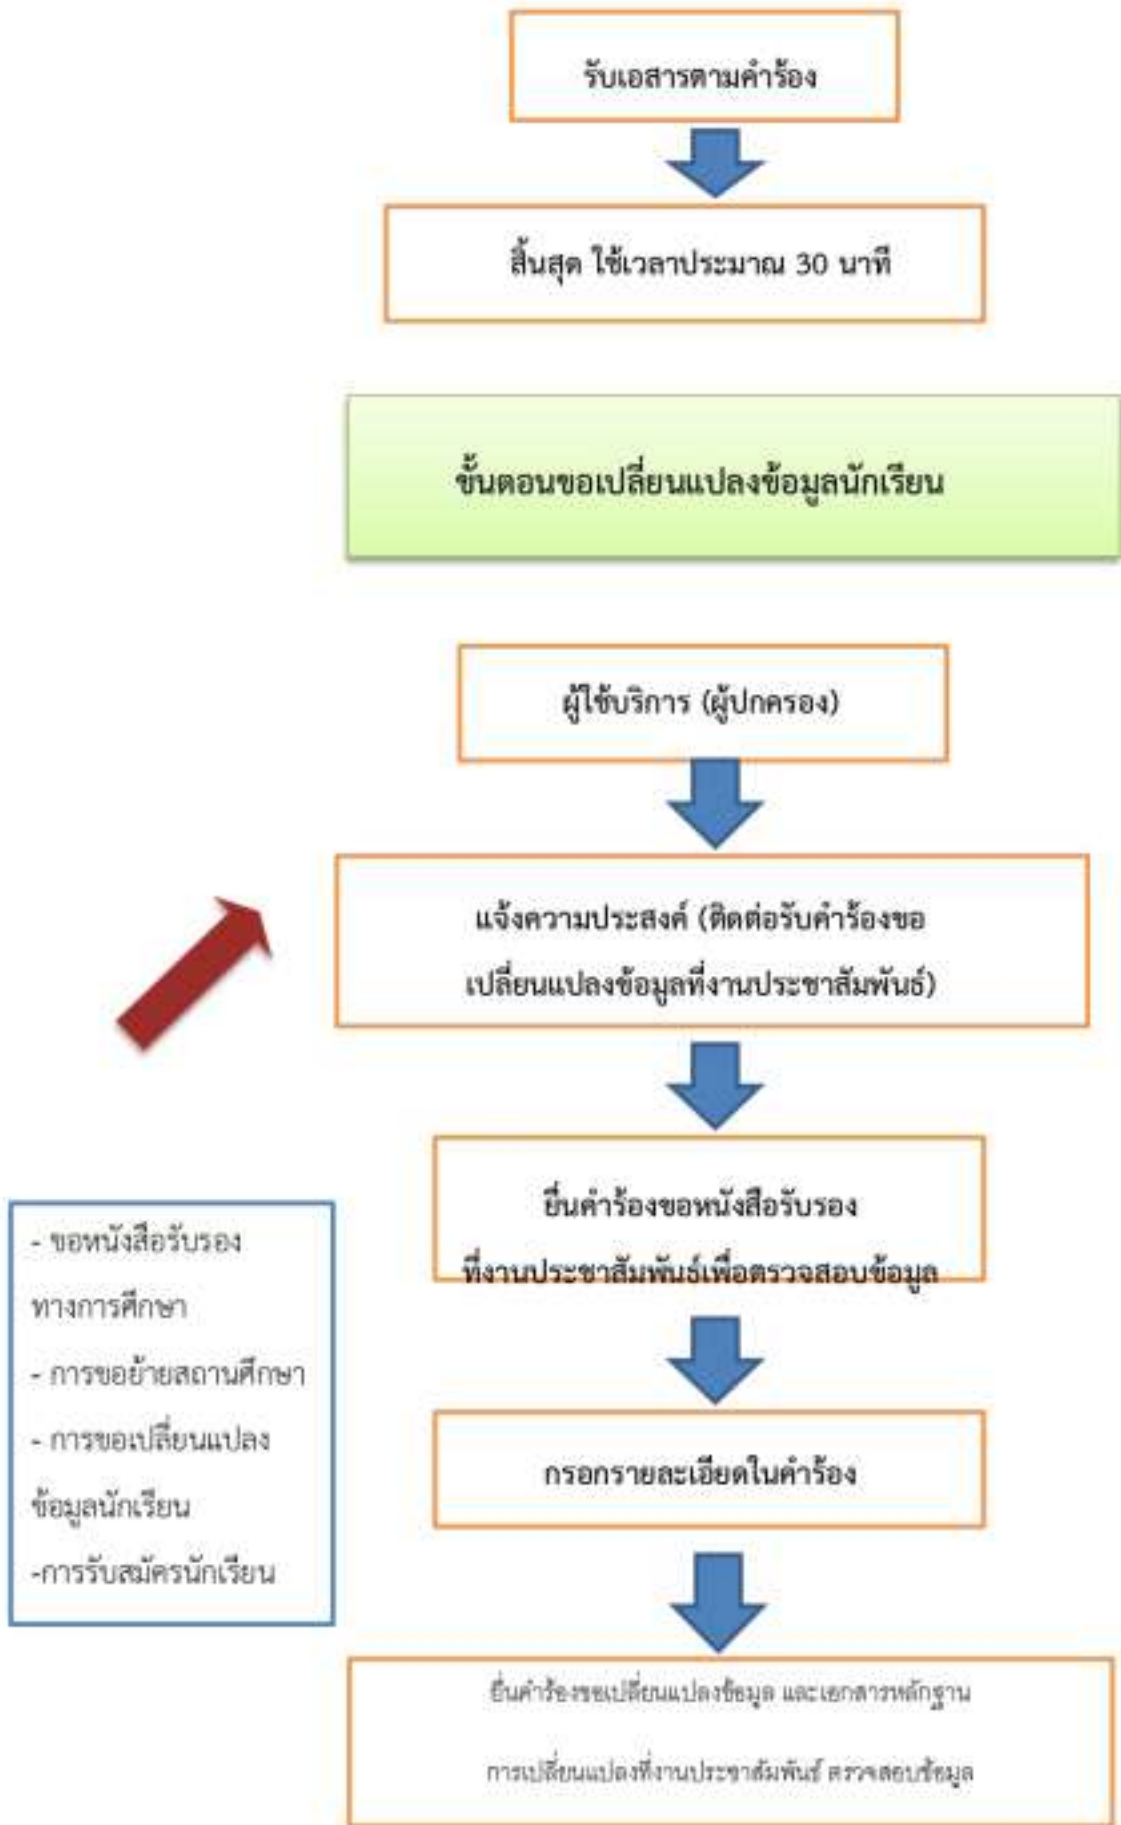 รับเอสารตามคำร้อง
สิ้นสุด ใช้เวลาประมาณ 30 นาที
ขั้นตอนขอเปลี่ยนแปลงข้อมูลนักเรียน
ผู้ใช้บริการ (ผู้ปกครอง)
แจ้งความประสงค์ (ติดต่อรับคำร้องขอ
เปลี่ยนแปลงข้อมูลที่งานประชาสัมพันธ์)
ยื่นคำร้องขอหนังสือรับรอง
ที่งานประชาสัมพันธ์เพื่อตรวจสอบข้อมูล
- ขอหนังสือรับรอง
ทางการศึกษา
- การขอย้ายสถานศึกษา
- การขอเปลี่ยนแปลง
ข้อมูลนักเรียน
-การรับสมัครนักเรียน
กรอกรายละเอียดในคำร้อง
ยื่นคำร้องขอเปลี่ยนแปลงข้อมูล และเอกสารหลักฐาน
การเปลี่ยนแปลงที่งานประชาสัมพันธ์ ตรวจสอบข้อมูล